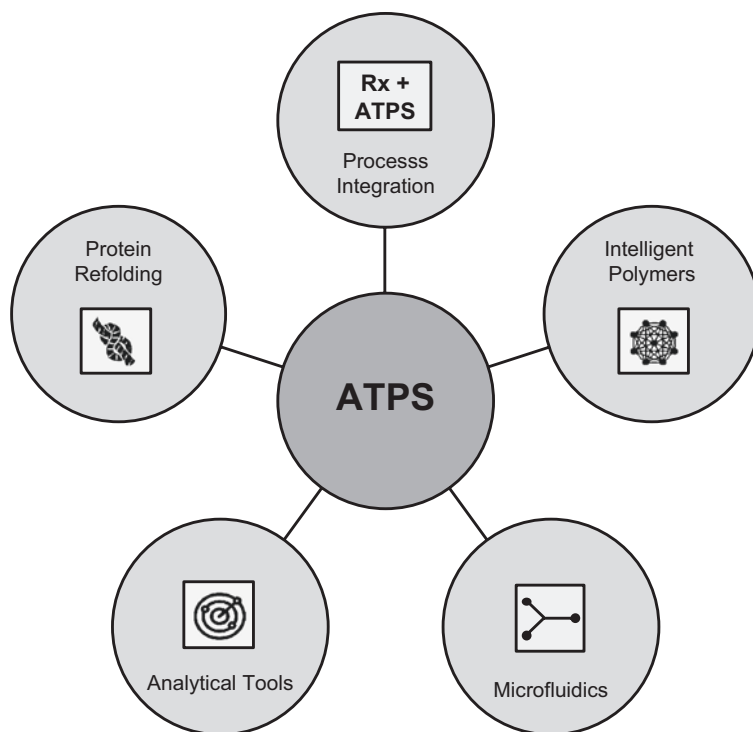 Rx +
ATPS
Processs
Integration
Protein
Refolding
Intelligent
Polymers
ATPS
Analytical Tools
Microfluidics